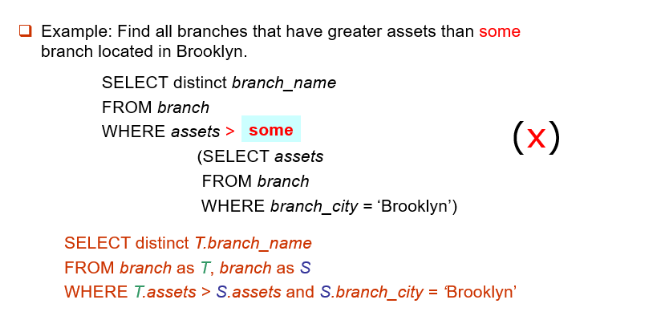 ❑ Example: Find all branches that have greater assets than some
branch located in Brooklyn.
SELECT distinct branch_name
FROM branch
WHERE assets > some
(x)
(SELECT assets
FROM branch
WHERE branch_city = ‘Brooklyn’)
SELECT distinct T.branch_name
FROM branch as T, branch as S
WHERE T.assets > S.assets and S.branch_city = ‘Brooklyn’